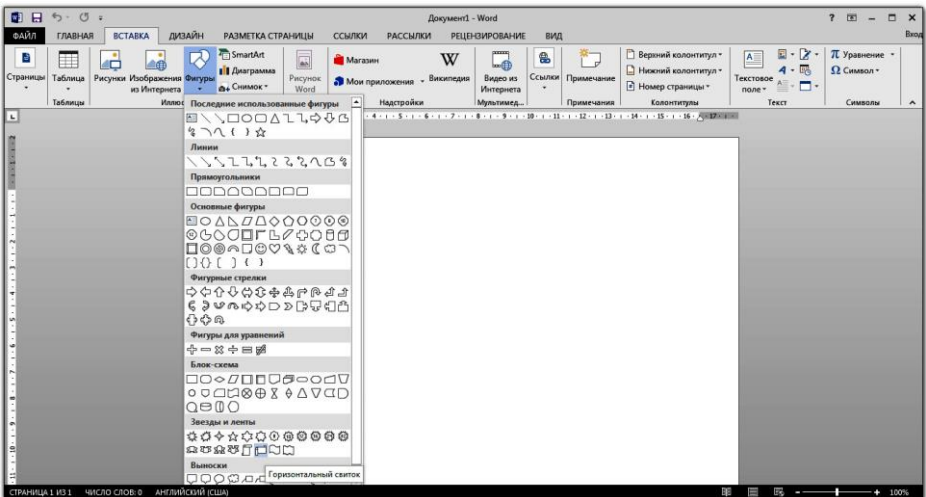 Документ1 - Word
ФАЙЛ ГЛАВНАЯ ВСТАВКА ДИЗАЙН РАЗМЕТКА СТРАНИЦЫ ССЫЛКИ РАССЫЛКИ РЕЦЕНЗИРОВАНИЕ ВИД Вход
Страницы
Таблица
Таблицы
Рисунки
Изображения из Интернета
Фигуры
SmartArt
Диаграмма
Снимок
Рисунок Word
Магазин
Мои приложения
Википедия
Надстройки
Видео из Интернета
Мультимед...
Ссылки
Примечание
Примечания
Верхний колонтитул
Нижний колонтитул
Номер страницы
Колонтитулы
Текстовое поле
Текст
π Уравнение
Ω Символ
Символы
Последние использованные фигуры
Линии
Прямоугольники
Основные фигуры
Фигурные стрелки
Фигуры для уравнений
Блок-схема
Звезды и ленты
Выноски
Горизонтальный свиток
СТРАНИЦА 1 ИЗ 1 ЧИСЛО СЛОВ: 0 АНГЛИЙСКИЙ (США) 100%